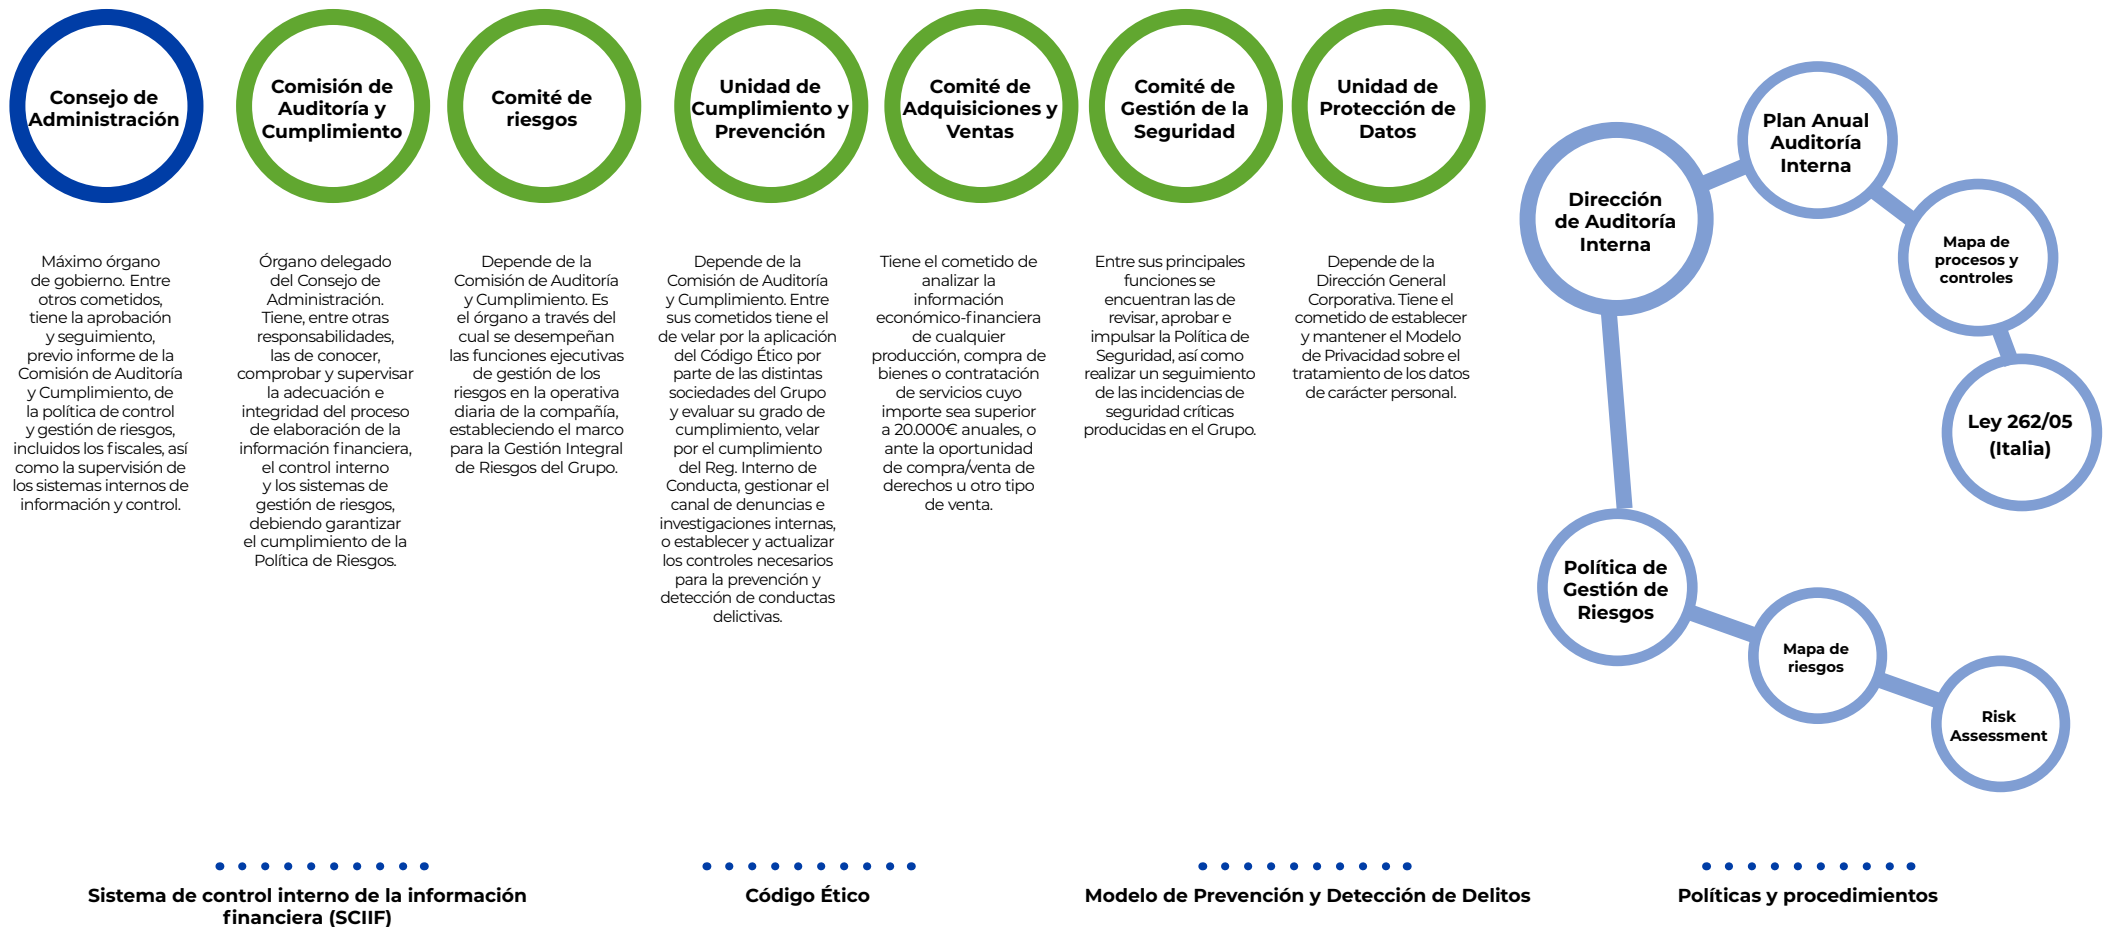 Consejo de
Administración
Comisión de
Auditoría y
Cumplimiento
Comité de
riesgos
Unidad de
Cumplimiento y
Prevención
Comité de
Adquisiciones y
Ventas
Comité de
Gestión de la
Seguridad
Unidad de
Protección de
Datos
Máximo órgano
de gobierno. Entre
otros cometidos,
tiene la aprobación
y seguimiento,
previo informe de la
Comisión de Auditoría
y Cumplimiento, de
la política de control
y gestión de riesgos,
incluidos los fiscales, así
como la supervisión de
los sistemas internos de
información y control.
Órgano delegado
del Consejo de
Administración.
Tiene, entre otras
responsabilidades,
las de conocer,
comprobar y supervisar
la adecuación e
integridad del proceso
de elaboración de la
información financiera,
el control interno
y los sistemas de
gestión de riesgos,
debiendo garantizar
el cumplimiento de la
Política de Riesgos.
Depende de la
Comisión de Auditoría
y Cumplimiento. Es
el órgano a través del
cual se desempeñan
las funciones ejecutivas
de gestión de los
riesgos en la operativa
diaria de la compañía,
estableciendo el marco
para la Gestión Integral
de Riesgos del Grupo.
Depende de la
Comisión de Auditoría
y Cumplimiento. Entre
sus cometidos tiene el
de velar por la aplicación
del Código Ético por
parte de las distintas
sociedades del Grupo
y evaluar su grado de
cumplimiento, velar
por el cumplimiento
del Reg. Interno de
Conducta, gestionar el
canal de denuncias e
investigaciones internas,
o establecer y actualizar
los controles necesarios
para la prevención y
detección de conductas
delictivas.
Tiene el cometido de
analizar la
información
económico-financiera
de cualquier
producción, compra de
bienes o contratación
de servicios cuyo
importe sea superior
a 20.000€ anuales, o
ante la oportunidad
de compra/venta de
derechos u otro tipo
de venta.
Entre sus principales
funciones se
encuentran las de
revisar, aprobar e
impulsar la Política de
Seguridad, así como
realizar un seguimiento
de las incidencias de
seguridad críticas
producidas en el Grupo.
Depende de la
Dirección General
Corporativa. Tiene el
cometido de establecer
y mantener el Modelo
de Privacidad sobre el
tratamiento de los datos
de carácter personal.
Dirección
de Auditoría
Interna
Plan Anual
Auditoría
Interna
Mapa de
procesos y
controles
Ley 262/05
(Italia)
Política de
Gestión de
Riesgos
Mapa de
riesgos
Risk
Assessment
Sistema de control interno de la información
financiera (SCIIF)
Código Ético
Modelo de Prevención y Detección de Delitos
Políticas y procedimientos